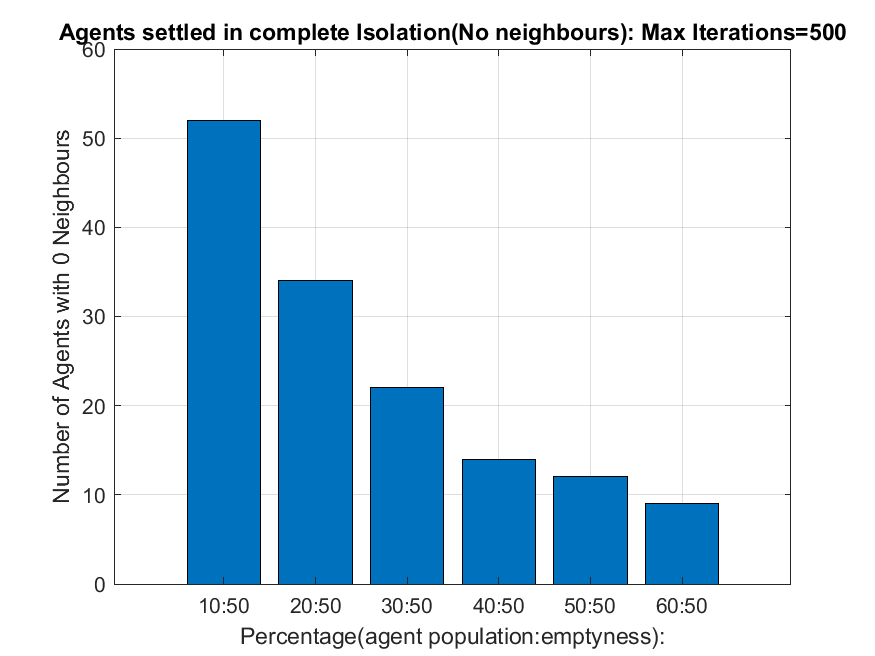 Agents settled in complete Isolation(No neighbours): Max Iterations=500
Number of Agents with 0 Neighbours
60
50
40
30
20
10
0
10:50 20:50 30:50 40:50 50:50 60:50
Percentage(agent population:emptyness):